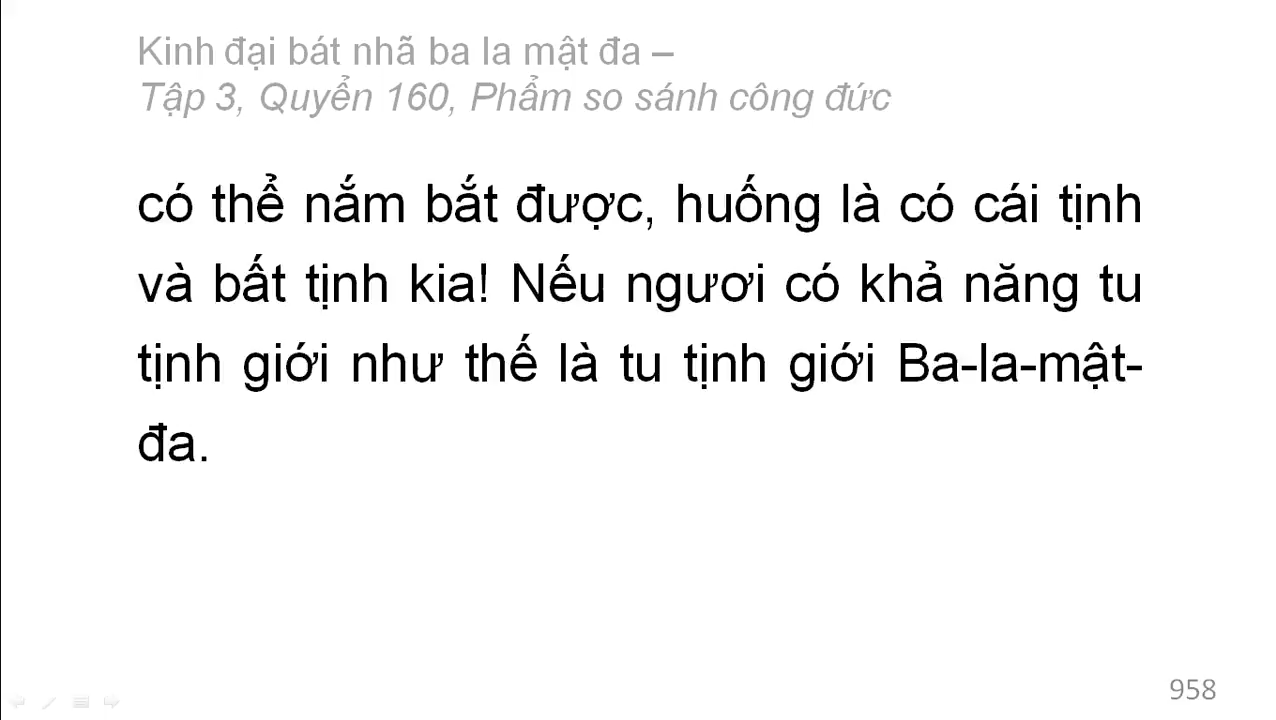 Kinh đại bát nhã ba la mật đa –
Tập 3, Quyển 160, Phẩm so sánh công đức
có thể nắm bắt được, huống là có cái tịnh
và bất tịnh kia! Nếu ngươi có khả năng tu
tịnh giới như thế là tu tịnh giới Ba-la-mật-
đa.
958